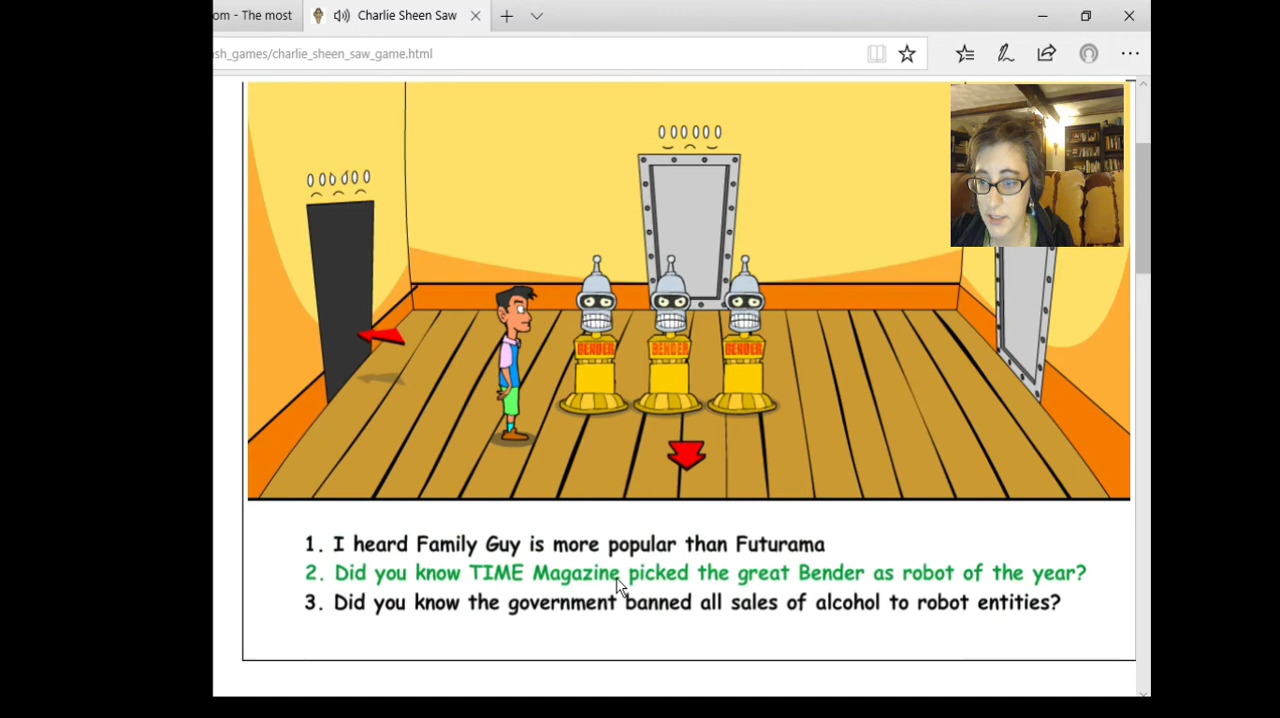 om - The most
Charlie Sheen Saw
ash_games/charlie_sheen_saw_game.html
BENDER BENDER BENDER
1. I heard Family Guy is more popular than Futurama
2. Did you know TIME Magazine picked the great Bender as robot of the year?
3. Did you know the government banned all sales of alcohol to robot entities?